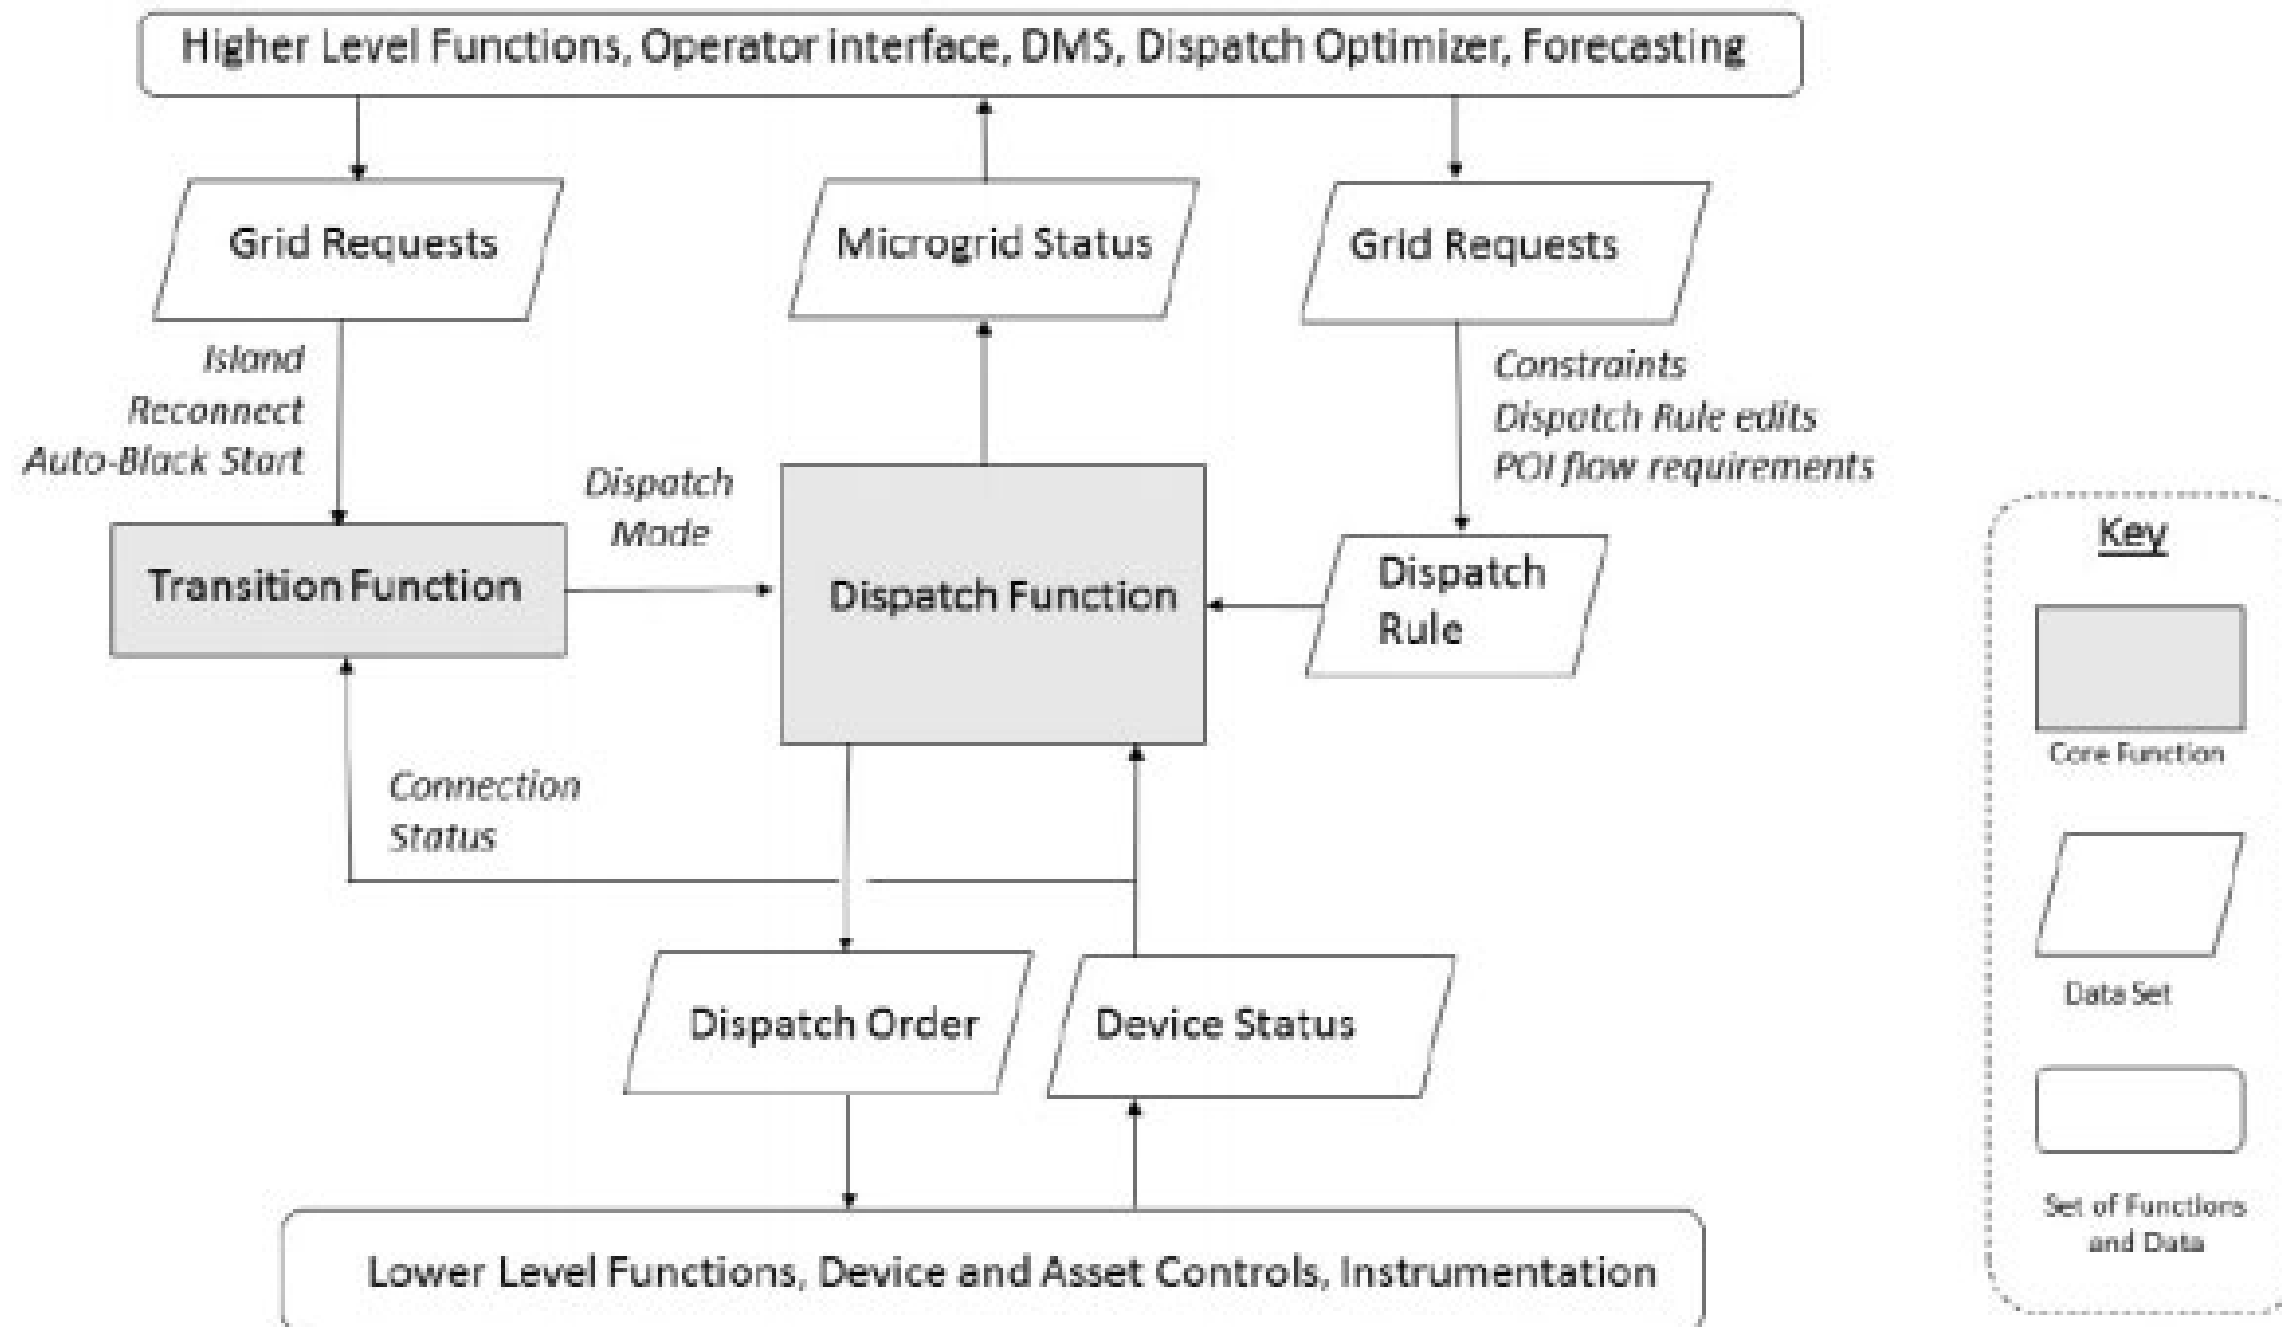 Higher Level Functions, Operator interface, DMS, Dispatch Optimizer, Forecasting
Grid Requests
Microgrid Status
Grid Requests
Island
Reconnect
Auto-Black Start
Constraints
Dispatch Rule edits
POI flow requirements
Dispatch
Mode
Transition Function
Dispatch Function
Dispatch
Rule
Connection
Status
Dispatch Order
Device Status
Lower Level Functions, Device and Asset Controls, Instrumentation
Key
Core Function
Data Set
Set of Functions
and Data